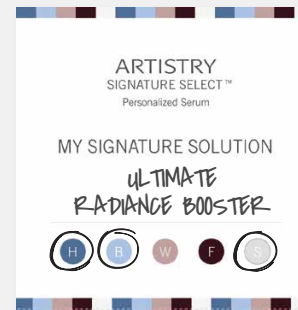 ARTISTRY
SIGNATURE SELECT™
Personalized Serum
MY SIGNATURE SOLUTION
ULTIMATE
RADIANCE BOOSTER
H B W F S